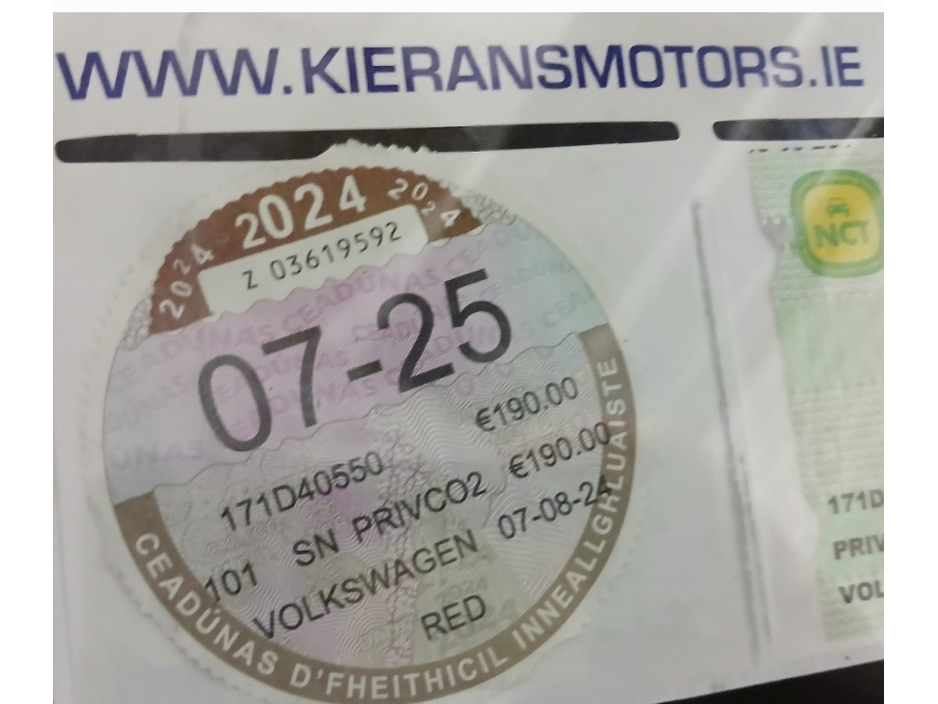 WWW.KIERANSMOTORS.IE
2024 2024 2024
Z 03619592
07-25
€190.00
171D40550 €190.00
101 SN PRIVCO2 07-08-24
VOLKSWAGEN
RED
CEADÚNAS D'FHEITHICIL INNEALLGHLUAISTE
NCT
171D
PRIV
VOL